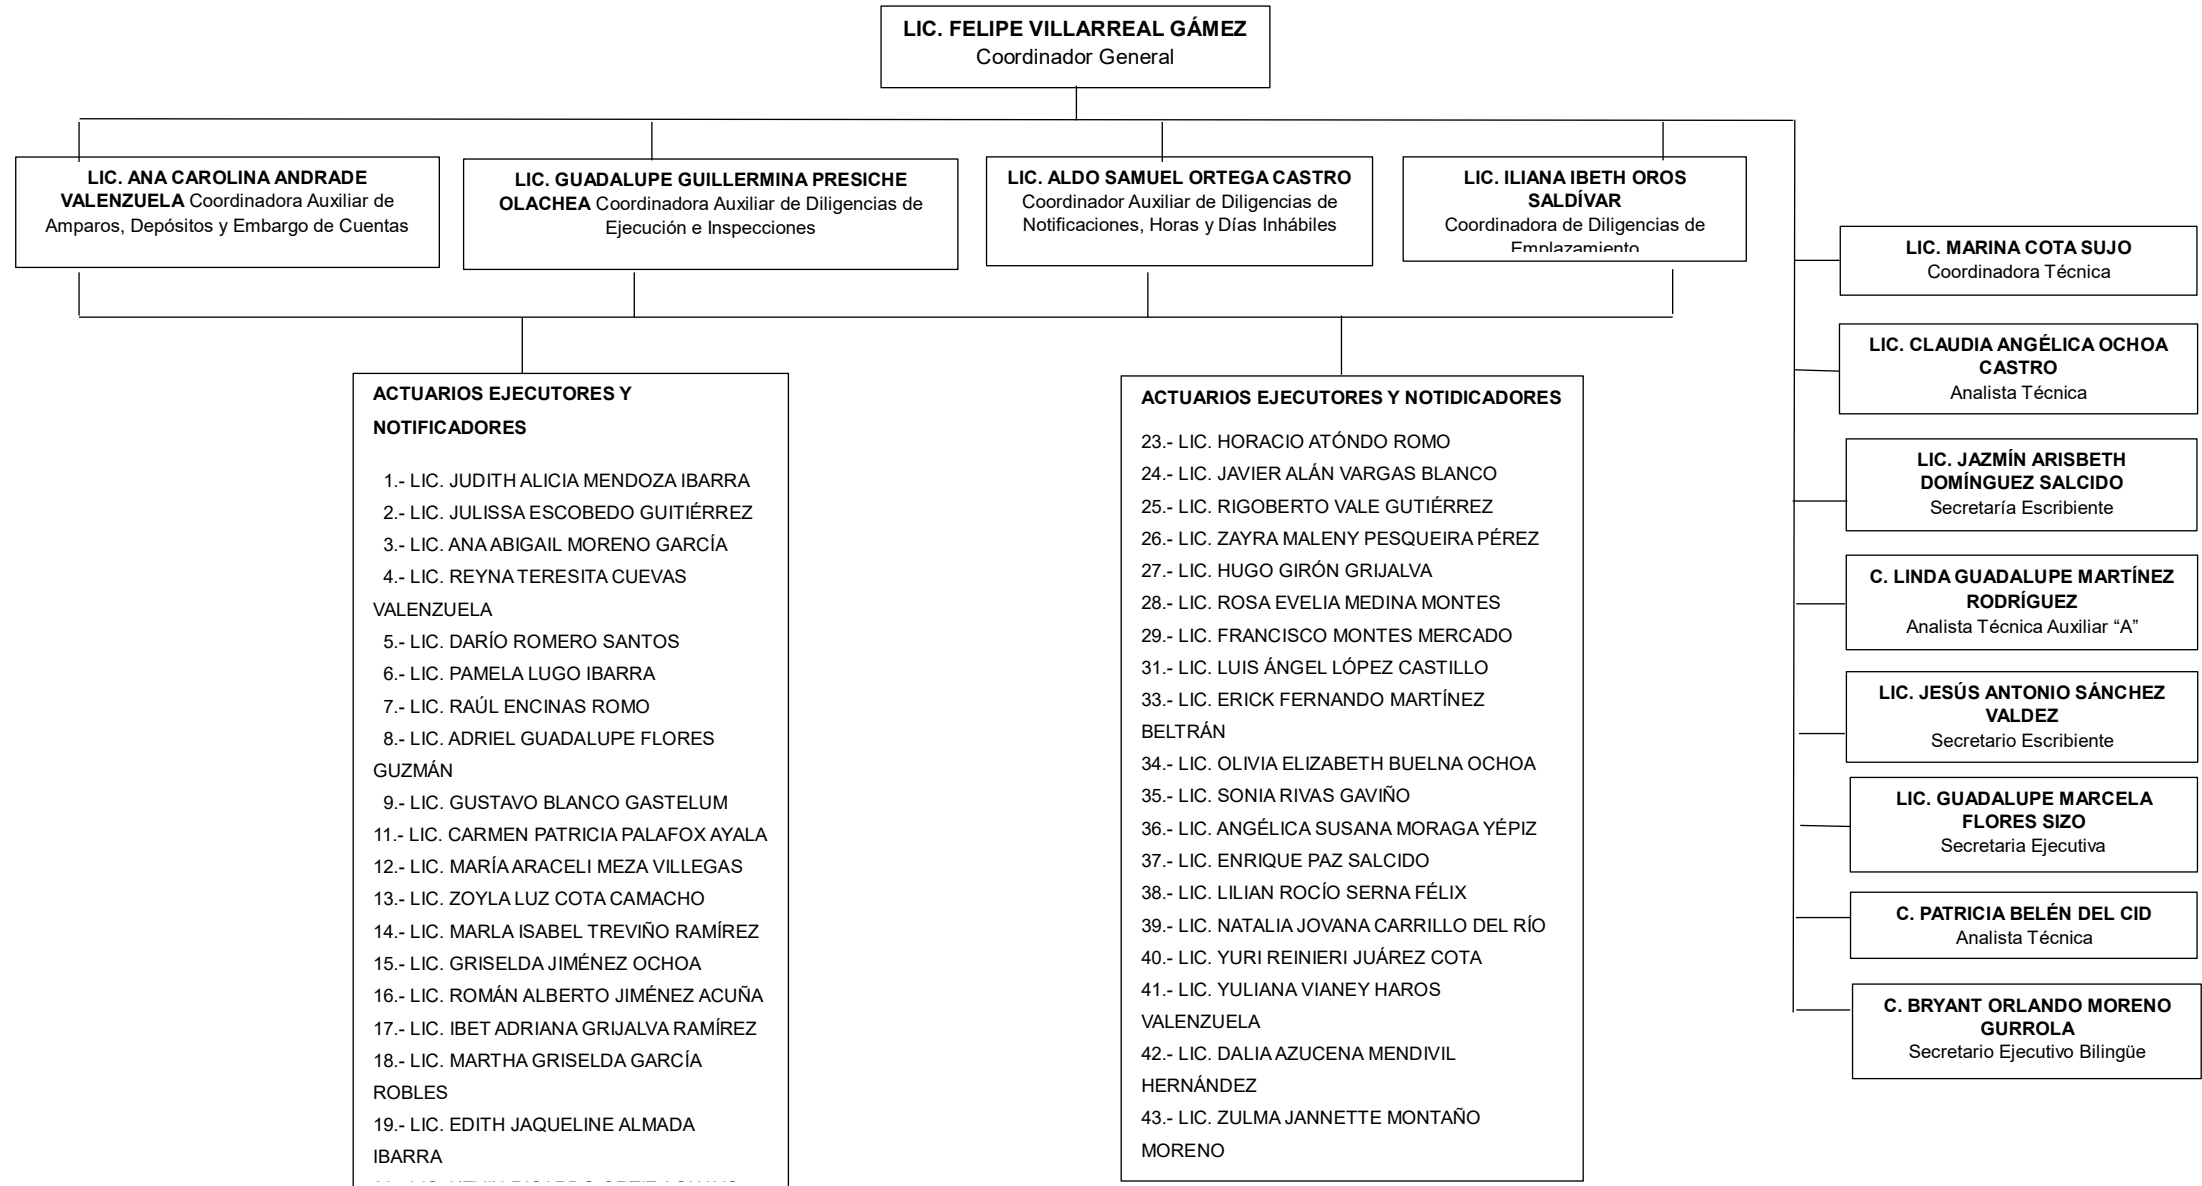 LIC. FELIPE VILLARREAL GÁMEZ
Coordinador General
LIC. ANA CAROLINA ANDRADE
VALENZUELA Coordinadora Auxiliar de
Amparos, Depósitos y Embargo de Cuentas
LIC. GUADALUPE GUILLERMINA PRESICHE
OLACHEA Coordinadora Auxiliar de Diligencias de
Ejecución e Inspecciones
LIC. ALDO SAMUEL ORTEGA CASTRO
Coordinador Auxiliar de Diligencias de
Notificaciones, Horas y Días Inhábiles
LIC. ILIANA IBETH OROS
SALDÍVAR
Coordinadora de Diligencias de
Emplazamiento
LIC. MARINA COTA SUJO
Coordinadora Técnica
LIC. CLAUDIA ANGÉLICA OCHOA
CASTRO
Analista Técnica
LIC. JAZMÍN ARISBETH
DOMÍNGUEZ SALCIDO
Secretaría Escribiente
C. LINDA GUADALUPE MARTÍNEZ
RODRÍGUEZ
Analista Técnica Auxiliar “A”
LIC. JESÚS ANTONIO SÁNCHEZ
VALDEZ
Secretario Escribiente
LIC. GUADALUPE MARCELA
FLORES SIZO
Secretaria Ejecutiva
C. PATRICIA BELÉN DEL CID
Analista Técnica
C. BRYANT ORLANDO MORENO
GURROLA
Secretario Ejecutivo Bilingüe
ACTUARIOS EJECUTORES Y
NOTIFICADORES
1.- LIC. JUDITH ALICIA MENDOZA IBARRA
2.- LIC. JULISSA ESCOBEDO GUITIÉRREZ
3.- LIC. ANA ABIGAIL MORENO GARCÍA
4.- LIC. REYNA TERESITA CUEVAS
VALENZUELA
5.- LIC. DARÍO ROMERO SANTOS
6.- LIC. PAMELA LUGO IBARRA
7.- LIC. RAÚL ENCINAS ROMO
8.- LIC. ADRIEL GUADALUPE FLORES
GUZMÁN
9.- LIC. GUSTAVO BLANCO GASTELUM
11.- LIC. CARMEN PATRICIA PALAFOX AYALA
12.- LIC. MARÍA ARACELI MEZA VILLEGAS
13.- LIC. ZOYLA LUZ COTA CAMACHO
14.- LIC. MARLA ISABEL TREVIÑO RAMÍREZ
15.- LIC. GRISELDA JIMÉNEZ OCHOA
16.- LIC. ROMÁN ALBERTO JIMÉNEZ ACUÑA
17.- LIC. IBET ADRIANA GRIJALVA RAMÍREZ
18.- LIC. MARTHA GRISELDA GARCÍA
ROBLES
19.- LIC. EDITH JAQUELINE ALMADA
IBARRA
ACTUARIOS EJECUTORES Y NOTIDICADORES
23.- LIC. HORACIO ATÓNDO ROMO
24.- LIC. JAVIER ALÁN VARGAS BLANCO
25.- LIC. RIGOBERTO VALE GUTIÉRREZ
26.- LIC. ZAYRA MALENY PESQUEIRA PÉREZ
27.- LIC. HUGO GIRÓN GRIJALVA
28.- LIC. ROSA EVELIA MEDINA MONTES
29.- LIC. FRANCISCO MONTES MERCADO
31.- LIC. LUIS ÁNGEL LÓPEZ CASTILLO
33.- LIC. ERICK FERNANDO MARTÍNEZ
BELTRÁN
34.- LIC. OLIVIA ELIZABETH BUELNA OCHOA
35.- LIC. SONIA RIVAS GAVIÑO
36.- LIC. ANGÉLICA SUSANA MORAGA YÉPIZ
37.- LIC. ENRIQUE PAZ SALCIDO
38.- LIC. LILIAN ROCÍO SERNA FÉLIX
39.- LIC. NATALIA JOVANA CARRILLO DEL RÍO
40.- LIC. YURI REINIERI JUÁREZ COTA
41.- LIC. YULIANA VIANEY HAROS
VALENZUELA
42.- LIC. DALIA AZUCENA MENDIVIL
HERNÁNDEZ
43.- LIC. ZULMA JANNETTE MONTAÑO
MORENO